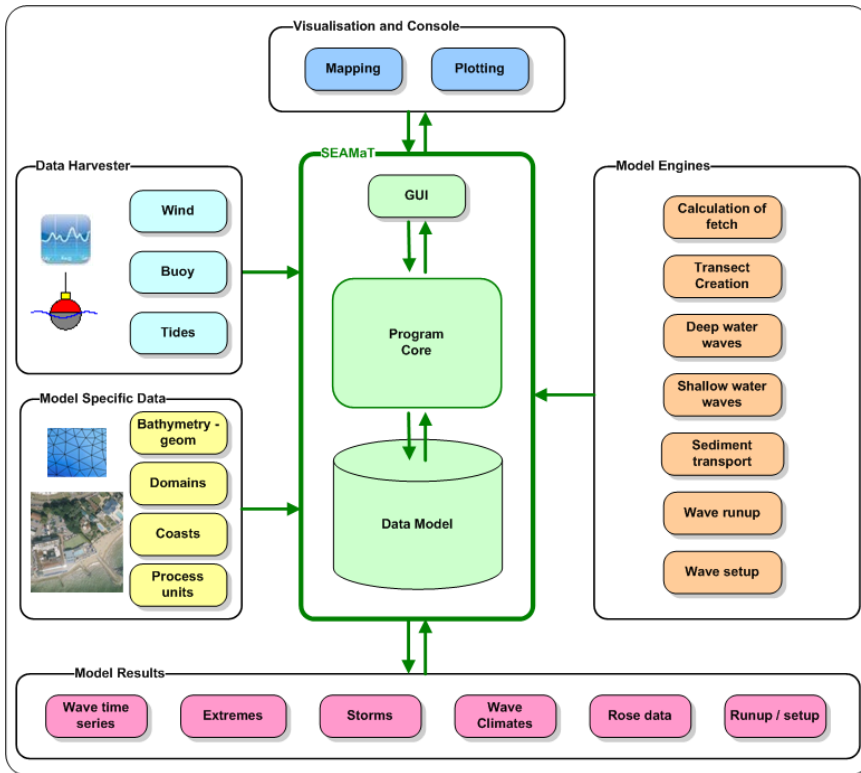 Visualisation and Console
Mapping
Plotting
SEAMaT
Data Harvester
Wind
Buoy
Tides
Model Specific Data
Bathymetry -
geom
Domains
Coasts
Process
units
GUI
Program
Core
Data Model
Model Engines
Calculation of
fetch
Transect
Creation
Deep water
waves
Shallow water
waves
Sediment
transport
Wave runup
Wave setup
Model Results
Wave time
series
Extremes
Storms
Wave
Climates
Rose data
Runup / setup